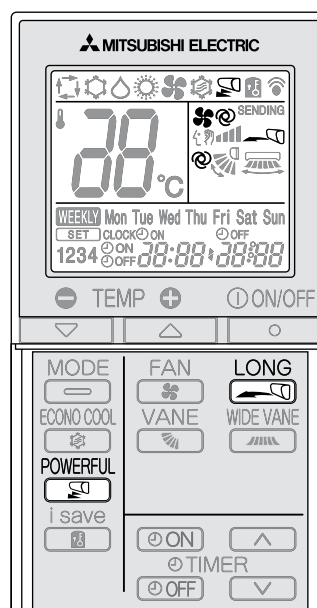 MITSUBISHI ELECTRIC
SENDING
88°C
WEEKLY Mon Tue Wed Thu Fri Sat Sun
SET CLOCK ON OFF
1234 ON OFF 88:88 88:88
TEMP ON/OFF
MODE FAN LONG
ECONO COOL VANE WIDE VANE
POWERFUL
i save
ON
TIMER
OFF